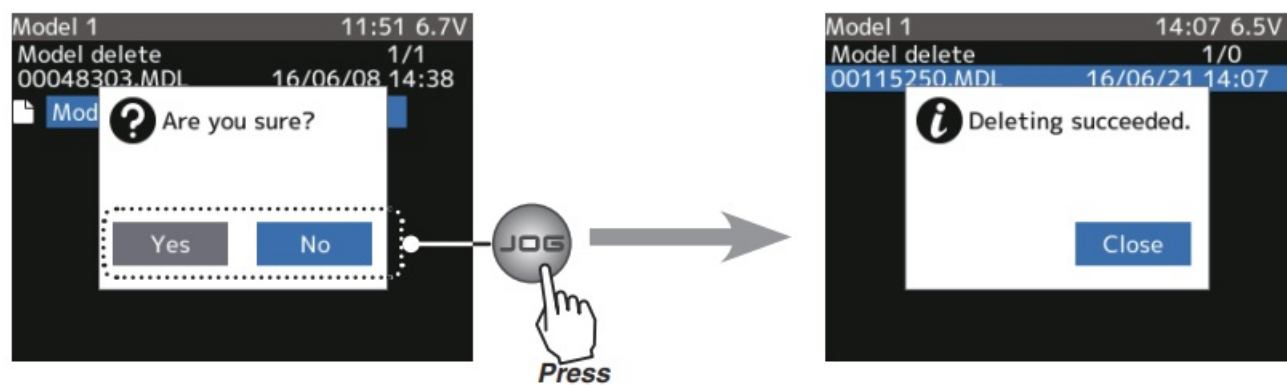 Model 1 11:51 6.7V
Model delete 1/1
00048303.MDL 16/06/08 14:38
Mod
Are you sure?
Yes No
JOG
Press
Model 1 14:07 6.5V
Model delete 1/0
00115250.MDL 16/06/21 14:07
Deleting succeeded.
Close